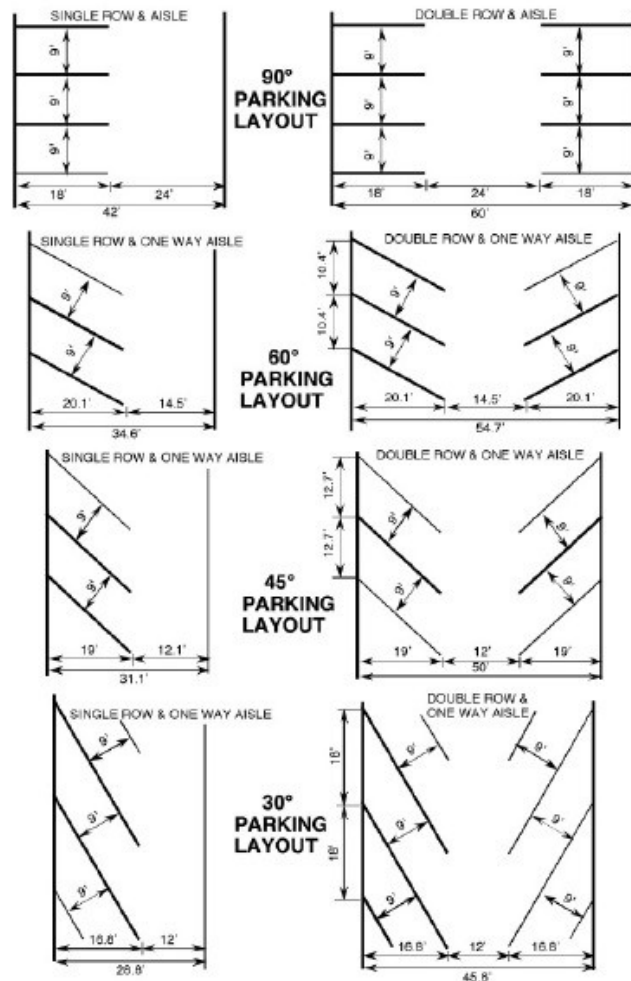 SINGLE ROW & AISLE
9'
9'
9'
18' 24'
42'
90°
PARKING
LAYOUT
DOUBLE ROW & AISLE
9' 9'
9' 9'
9' 9'
18' 24' 18'
60'
SINGLE ROW & ONE WAY AISLE
9'
9'
20.1' 14.5'
34.6'
60°
PARKING
LAYOUT
DOUBLE ROW & ONE WAY AISLE
10.4'
10.4'
9' 9'
9' 9'
20.1' 14.5' 20.1'
54.7'
SINGLE ROW & ONE WAY AISLE
9'
9'
19' 12.1'
31.1'
45°
PARKING
LAYOUT
DOUBLE ROW & ONE WAY AISLE
12.7'
12.7'
9' 9'
9' 9'
19' 12' 19'
50'
SINGLE ROW & ONE WAY AISLE
9'
9'
9'
16.8' 12'
28.8'
30°
PARKING
LAYOUT
DOUBLE ROW &
ONE WAY AISLE
18"
18'
9' 9'
9' 9'
9' 9'
16.8' 12' 16.8'
45.6'